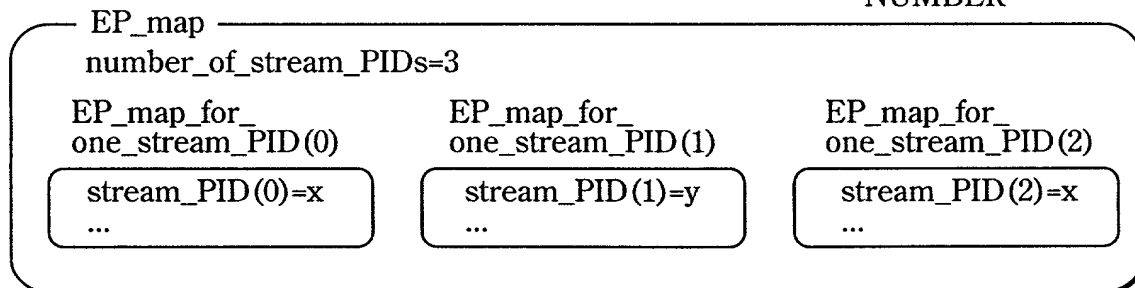 NUMBER
EP_map
number_of_stream_PIDs=3
EP_map_for_
one_stream_PID(0)
EP_map_for_
one_stream_PID(1)
EP_map_for_
one_stream_PID(2)
stream_PID(0)=x
...
stream_PID(1)=y
...
stream_PID(2)=x
...